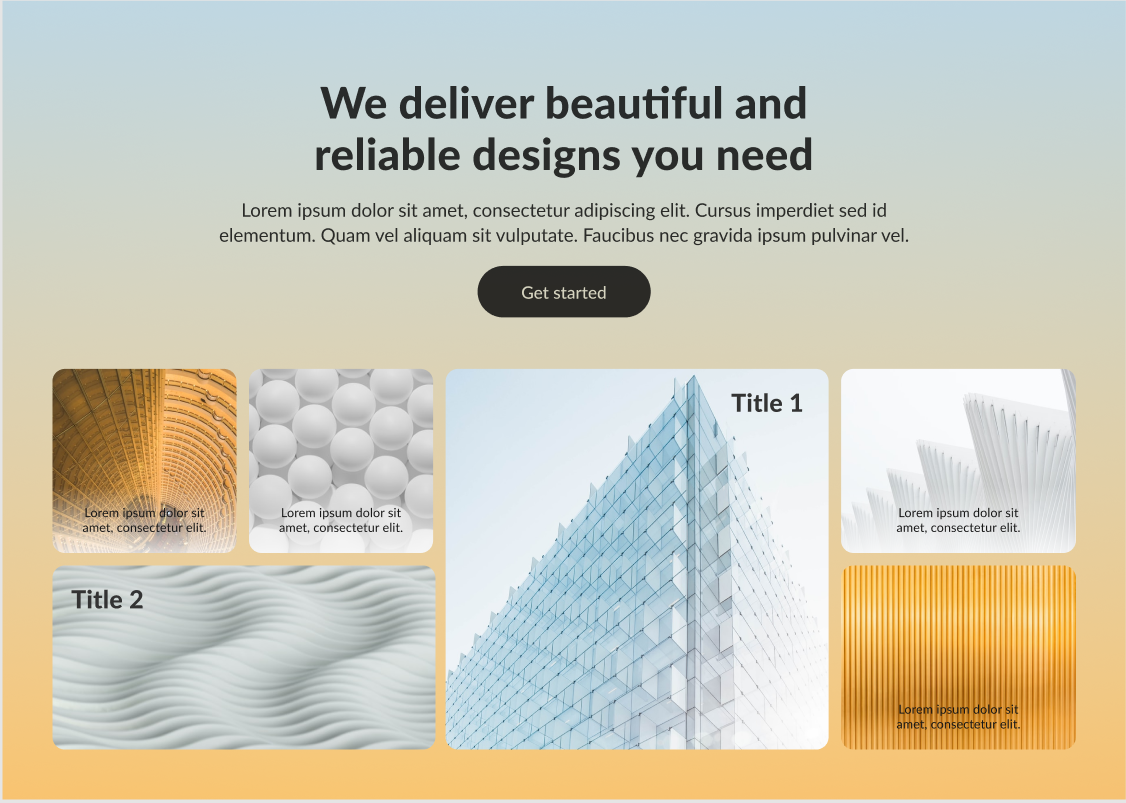 We deliver beautiful and
reliable designs you need
Lorem ipsum dolor sit amet, consectetur adipiscing elit. Cursus imperdiet sed id
elementum. Quam vel aliquam sit vulputate. Faucibus nec gravida ipsum pulvinar vel.
Get started
Lorem ipsum dolor sit
amet, consectetur elit.
Lorem ipsum dolor sit
amet, consectetur elit.
Title 1
Lorem ipsum dolor sit
amet, consectetur elit.
Title 2
Lorem ipsum dolor sit
amet, consectetur elit.